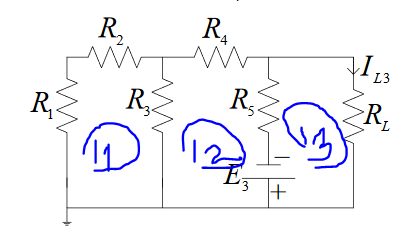 R2 R4
IL3
R1 R3 R5 RL
I1 I2 I3
−
E3
+